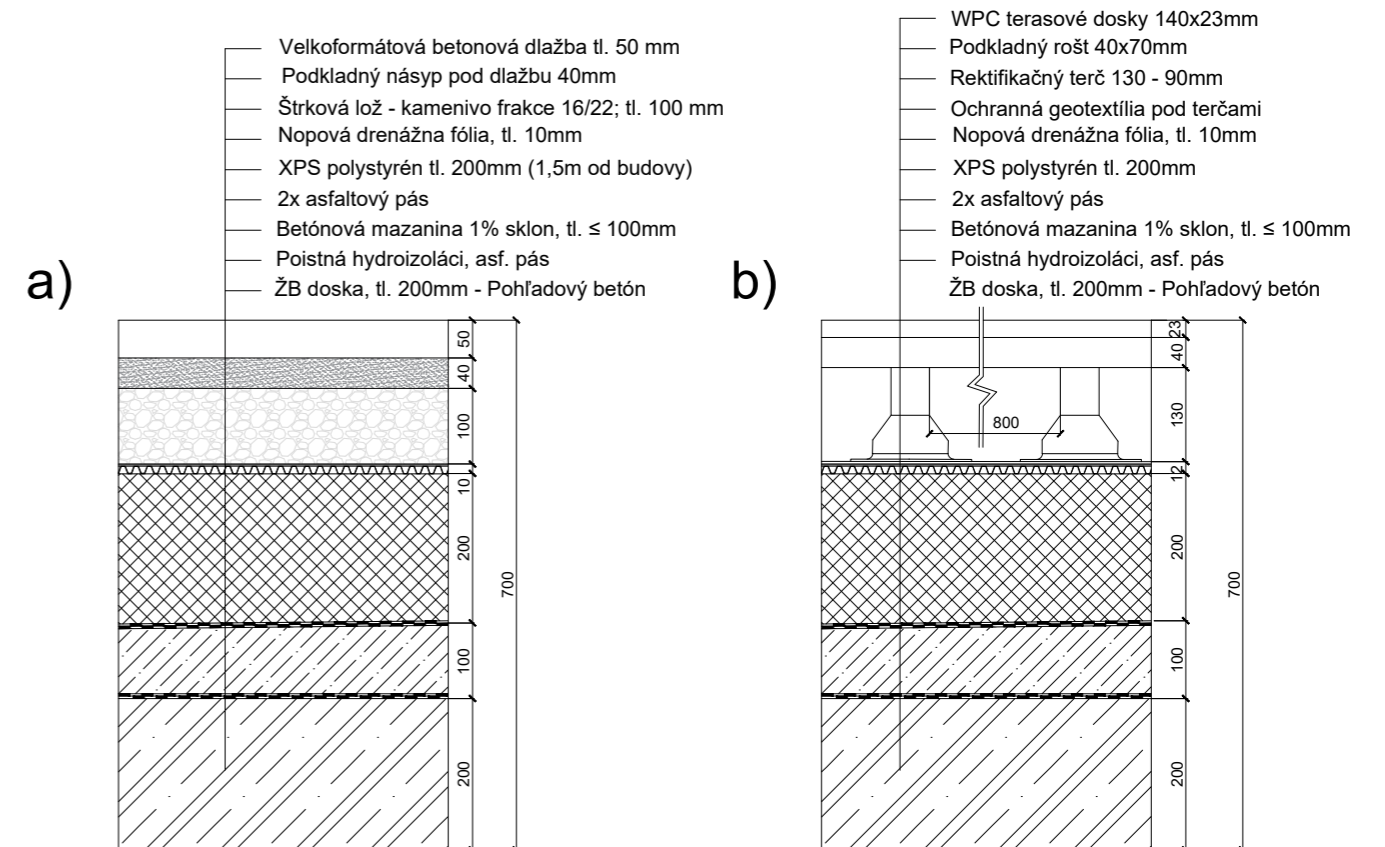 Velkoformátová betonová dlažba tl. 50 mm
Podkladný násyp pod dlažbu 40mm
Štrková lož - kamenivo frakce 16/22; tl. 100 mm
Nopová drenážna fólia, tl. 10mm
XPS polystyrén tl. 200mm (1,5m od budovy)
2x asfaltový pás
Betónová mazanina 1% sklon, tl. ≤ 100mm
Poistná hydroizoláci, asf. pás
ŽB doska, tl. 200mm - Pohľadový betón
a)
50
40
100
10
200
100
200
700
WPC terasové dosky 140x23mm
Podkladný rošt 40x70mm
Rektifikačný terč 130 - 90mm
Ochranná geotextília pod terčami
Nopová drenážna fólia, tl. 10mm
XPS polystyrén tl. 200mm
2x asfaltový pás
Betónová mazanina 1% sklon, tl. ≤ 100mm
Poistná hydroizoláci, asf. pás
ŽB doska, tl. 200mm - Pohľadový betón
b)
23
40
130
800
12
200
100
200
700